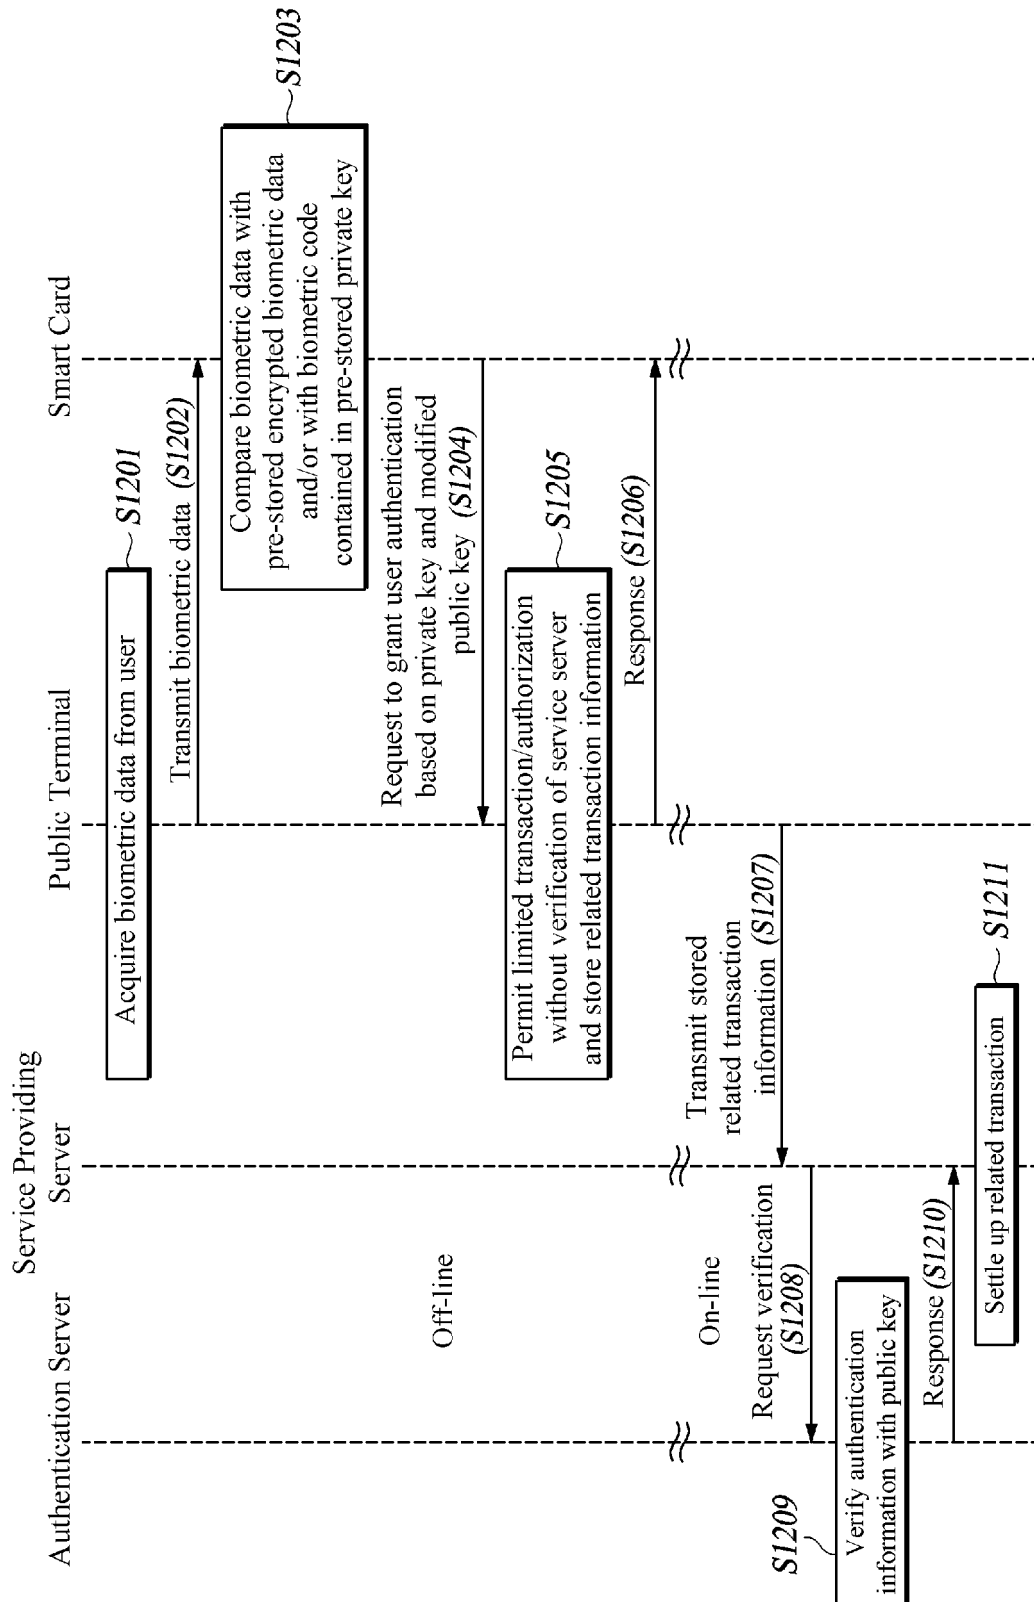 Authentication Server
Service Providing
Server
Public Terminal
Smart Card
Acquire biometric data from user
S1201
Transmit biometric data (S1202)
Compare biometric data with
pre-stored encrypted biometric data
and/or with biometric code
contained in pre-stored private key
S1203
Request to grant user authentication
based on private key and modified
public key (S1204)
Off-line
Permit limited transaction/authorization
without verification of service server
and store related transaction information
S1205
Response (S1206)
On-line
Transmit stored
related transaction
information (S1207)
Request verification
(S1208)
S1209
Verify authentication
information with public key
Response (S1210)
Settle up related transaction
S1211